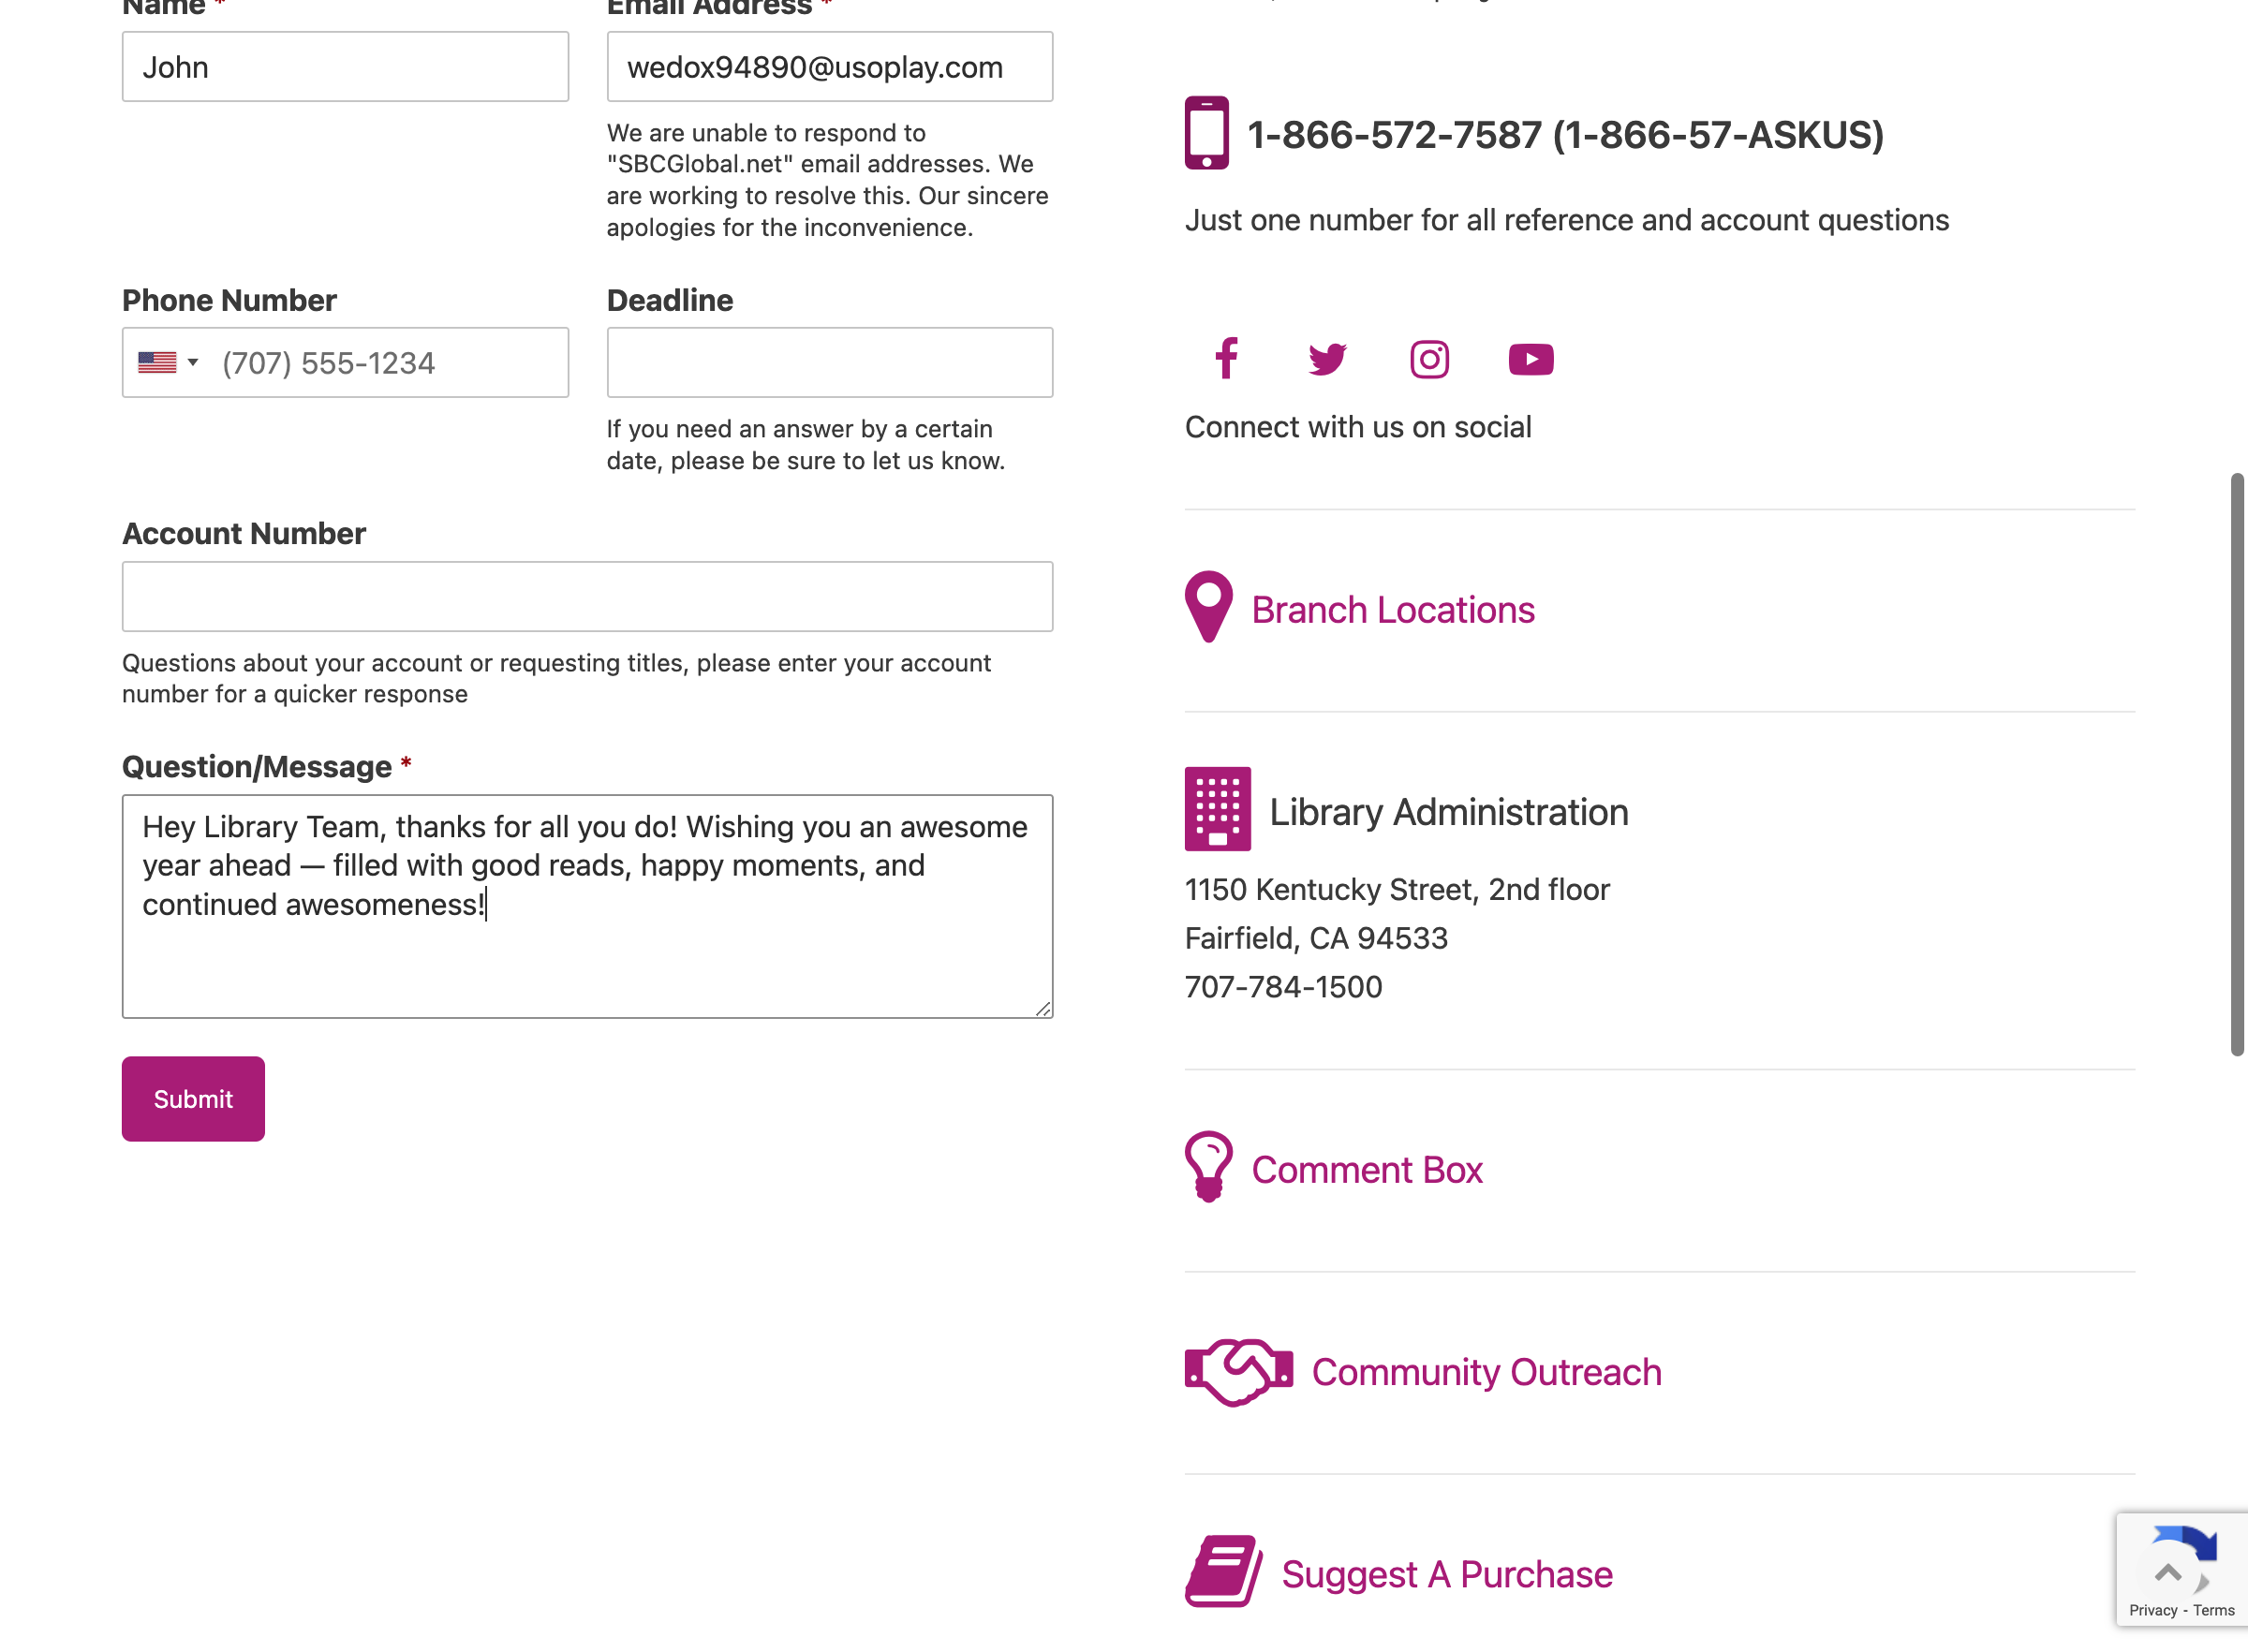 Name *
Email Address *
John
wedox94890@usoplay.com
We are unable to respond to
"SBCGlobal.net" email addresses. We
are working to resolve this. Our sincere
apologies for the inconvenience.
Phone Number
Deadline
(707) 555-1234
If you need an answer by a certain
date, please be sure to let us know.
Account Number
Questions about your account or requesting titles, please enter your account
number for a quicker response
Question/Message *
Hey Library Team, thanks for all you do! Wishing you an awesome
year ahead — filled with good reads, happy moments, and
continued awesomeness!
Submit
1-866-572-7587 (1-866-57-ASKUS)
Just one number for all reference and account questions
Connect with us on social
Branch Locations
Library Administration
1150 Kentucky Street, 2nd floor
Fairfield, CA 94533
707-784-1500
Comment Box
Community Outreach
Suggest A Purchase
Privacy - Terms